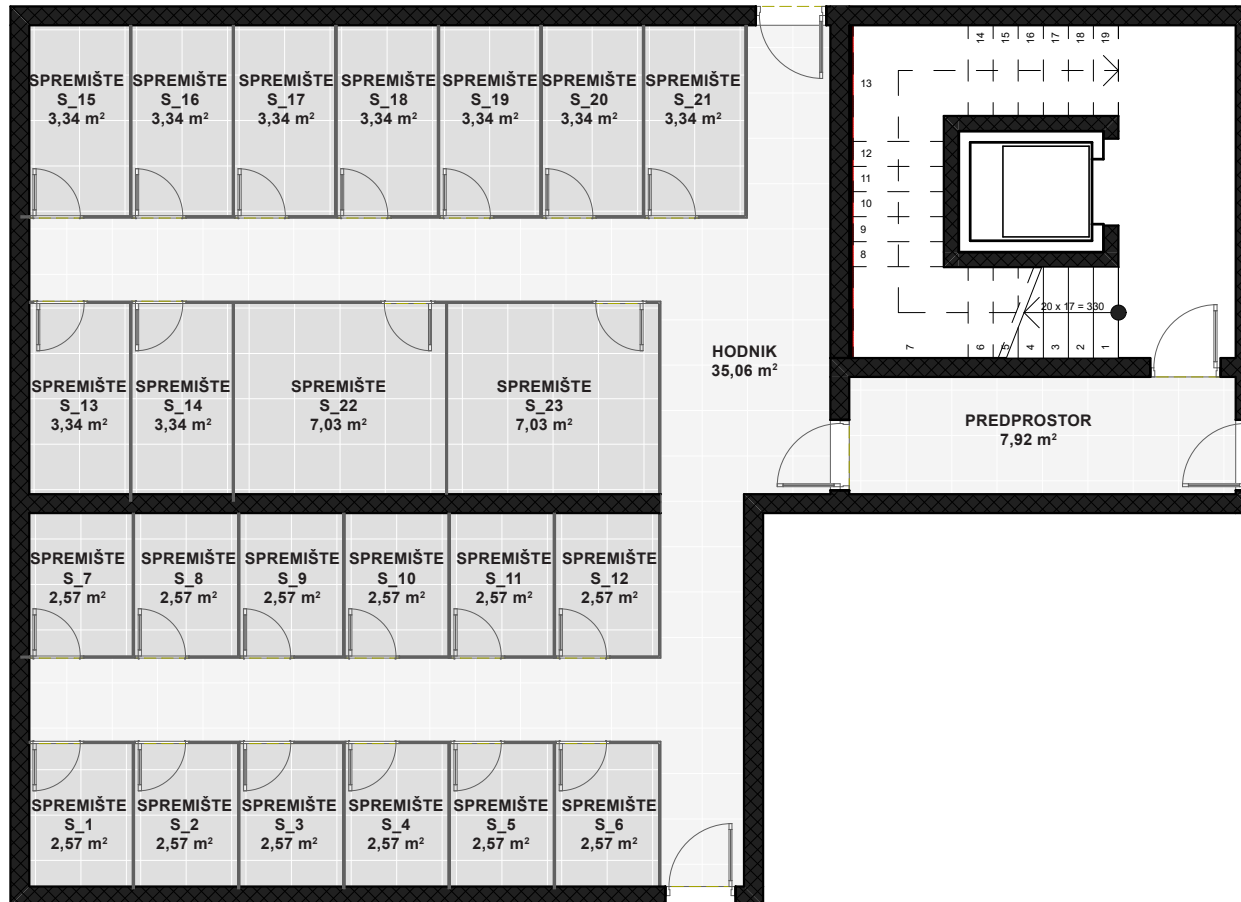 SPREMIŠTE
S_15
3,34 m²
SPREMIŠTE
S_16
3,34 m²
SPREMIŠTE
S_17
3,34 m²
SPREMIŠTE
S_18
3,34 m²
SPREMIŠTE
S_19
3,34 m²
SPREMIŠTE
S_20
3,34 m²
SPREMIŠTE
S_21
3,34 m²
14
15
16
17
18
19
13
12
11
10
9
8
20 x 17 = 330
7
6
5
4
3
2
1
SPREMIŠTE
S_13
3,34 m²
SPREMIŠTE
S_14
3,34 m²
SPREMIŠTE
S_22
7,03 m²
SPREMIŠTE
S_23
7,03 m²
HODNIK
35,06 m²
PREDPROSTOR
7,92 m²
SPREMIŠTE
S_7
2,57 m²
SPREMIŠTE
S_8
2,57 m²
SPREMIŠTE
S_9
2,57 m²
SPREMIŠTE
S_10
2,57 m²
SPREMIŠTE
S_11
2,57 m²
SPREMIŠTE
S_12
2,57 m²
SPREMIŠTE
S_1
2,57 m²
SPREMIŠTE
S_2
2,57 m²
SPREMIŠTE
S_3
2,57 m²
SPREMIŠTE
S_4
2,57 m²
SPREMIŠTE
S_5
2,57 m²
SPREMIŠTE
S_6
2,57 m²